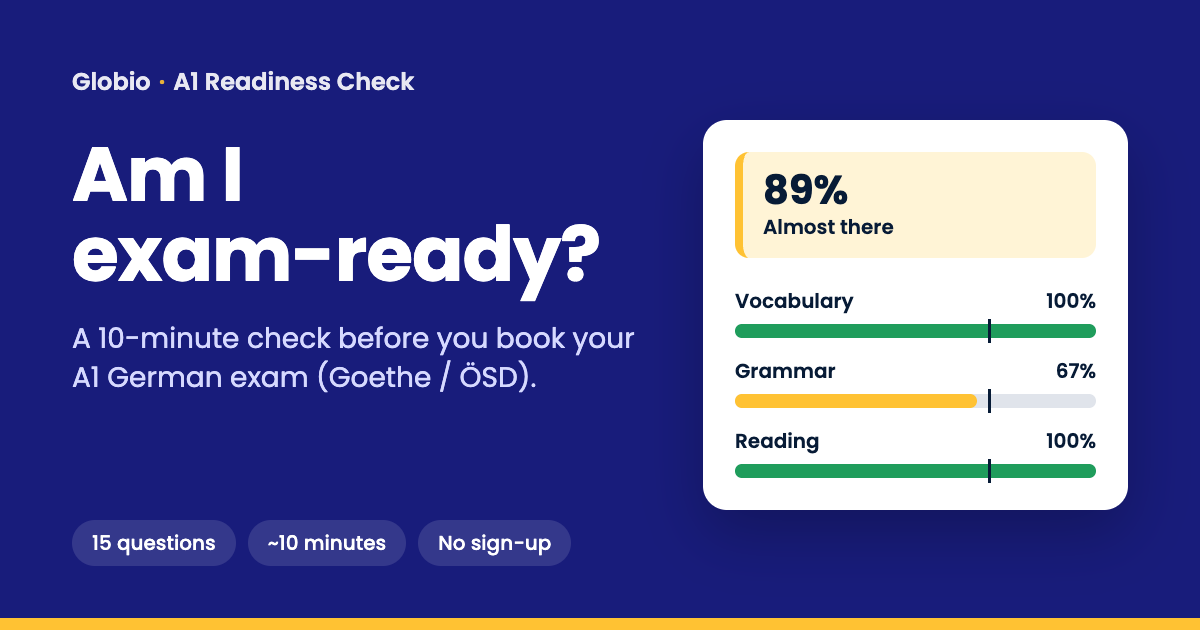 Globio · A1 Readiness Check
Am I
exam-ready?
A 10-minute check before you book your
A1 German exam (Goethe / ÖSD).
15 questions
~10 minutes
No sign-up
89%
Almost there
Vocabulary 100%
Grammar 67%
Reading 100%